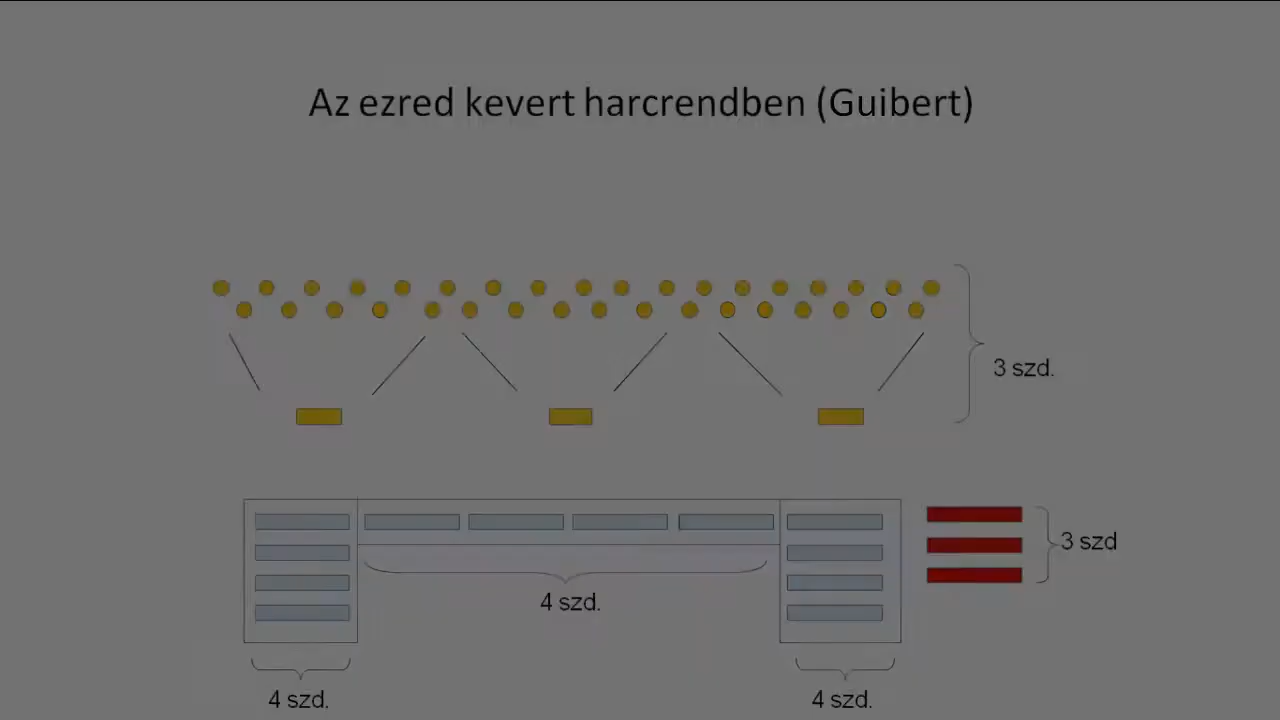 Az ezred kevert harcrendben (Guibert)
3 szd.
3 szd
4 szd.
4 szd.
4 szd.